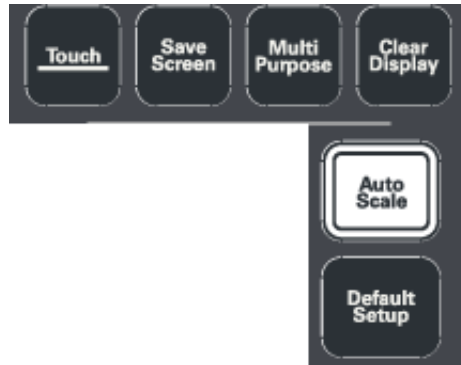 Touch
Save
Screen
Multi
Purpose
Clear
Display
Auto
Scale
Default
Setup